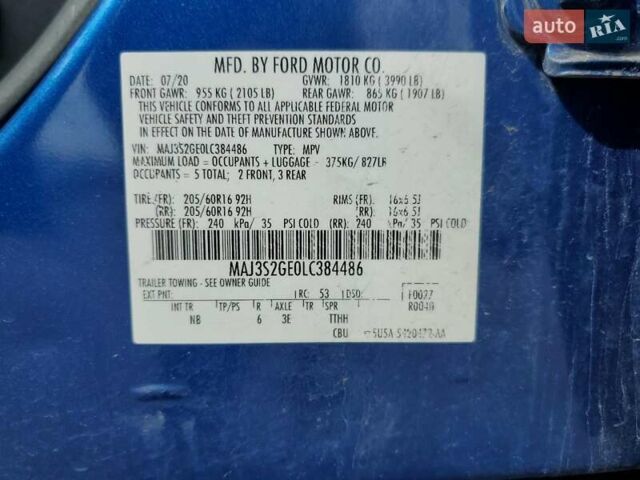 auto RIA
MFD. BY FORD MOTOR CO.
DATE: 07/20 GVWR: 1810 KG ( 3990 LB)
FRONT GAWR: 955 KG ( 2105 LB) REAR GAWR: 865 KG ( 1907 LB)
THIS VEHICLE CONFORMS TO ALL APPLICABLE FEDERAL MOTOR
VEHICLE SAFETY AND THEFT PREVENTION STANDARDS
IN EFFECT ON THE DATE OF MANUFACTURE SHOWN ABOVE.
VIN: MAJ3S2GE0LC384486 TYPE: MPV
MAXIMUM LOAD = OCCUPANTS + LUGGAGE - 375KG/ 827LB
OCCUPANTS = 5 TOTAL; 2 FRONT, 3 REAR
TIRE:(FR): 205/60R16 92H RIMS (FR):
(RR): 205/60R16 92H (RR):
PRESSURE (FR): 240 kPa/ 35 PSI COLD (RR): 240 kPa/ 35 PSI COLD
MAJ3S2GE0LC384486
TRAILER TOWING - SEE OWNER GUIDE
EXT PNT: RC: 53 DSO:
INT TR TP/PS R AXLE TR SPR
NB 6 3E TTHH
CBU